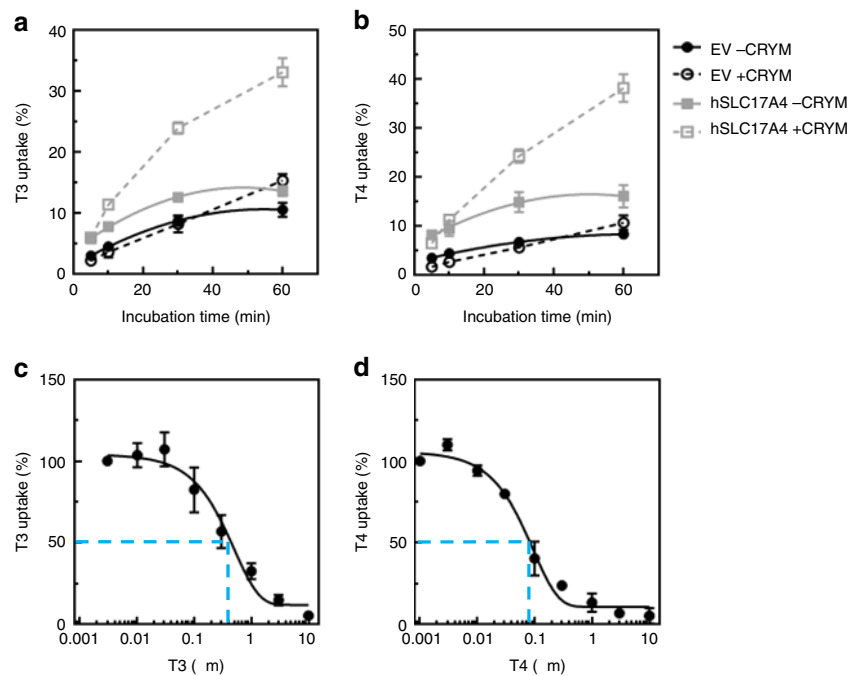 a
b
40
30
20
10
0
T3 uptake (%)
0
20
40
60
Incubation time (min)
50
40
30
20
10
0
T4 uptake (%)
0
20
40
60
Incubation time (min)
EV –CRYM
EV +CRYM
hSLC17A4 –CRYM
hSLC17A4 +CRYM
c
d
150
100
50
0
T3 uptake (%)
0.001
0.01
0.1
1
10
T3 ( m)
150
100
50
0
T4 uptake (%)
0.001
0.01
0.1
1
10
T4 ( m)